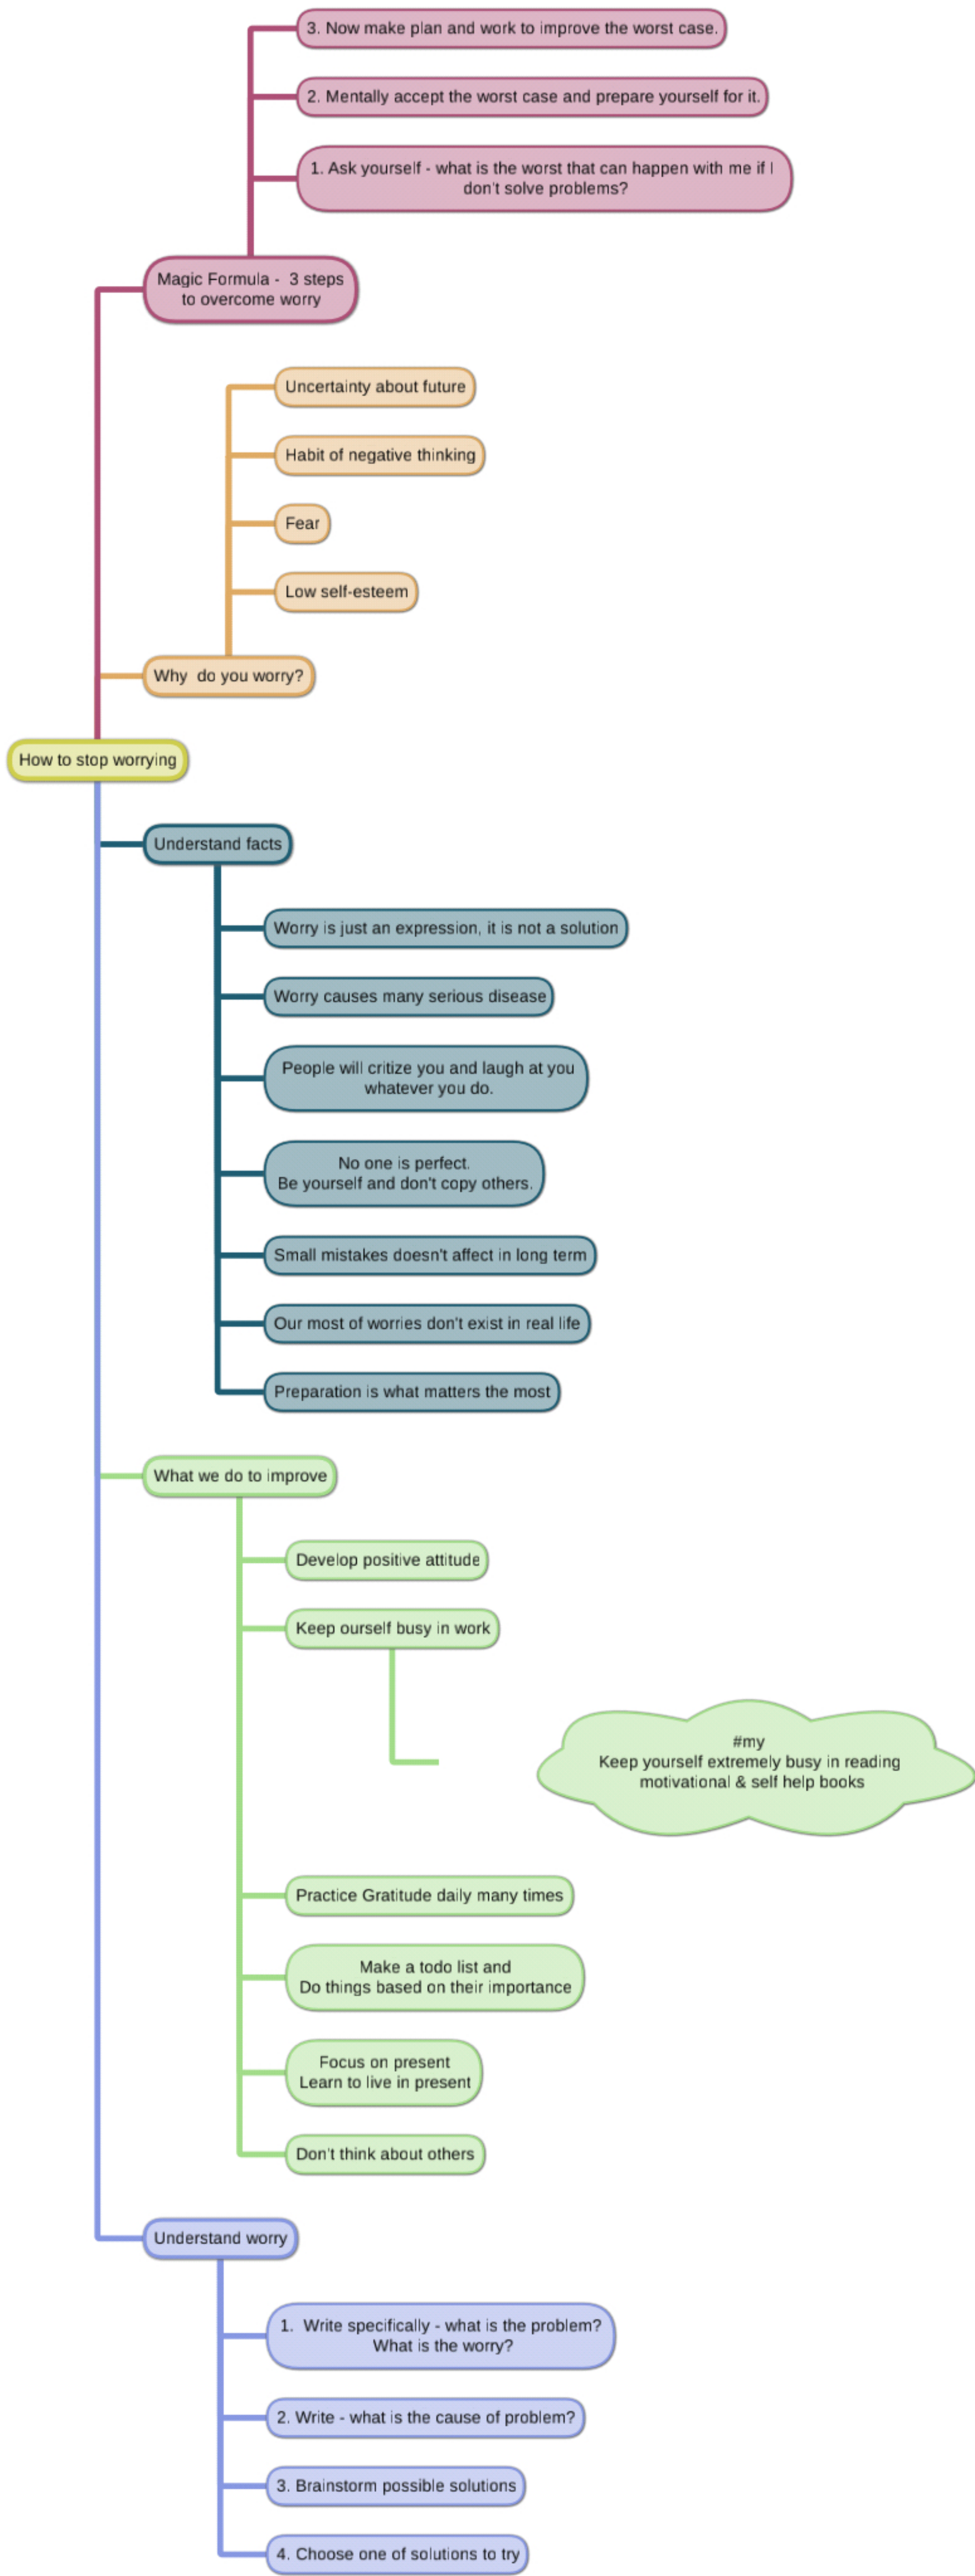 3. Now make plan and work to improve the worst case.
2. Mentally accept the worst case and prepare yourself for it.
1. Ask yourself - what is the worst that can happen with me if I
don't solve problems?
Magic Formula - 3 steps
to overcome worry
Uncertainty about future
Habit of negative thinking
Fear
Low self-esteem
Why do you worry?
How to stop worrying
Understand facts
Worry is just an expression, it is not a solution
Worry causes many serious disease
People will critize you and laugh at you
whatever you do.
No one is perfect.
Be yourself and don't copy others.
Small mistakes doesn't affect in long term
Our most of worries don't exist in real life
Preparation is what matters the most
What we do to improve
Develop positive attitude
Keep ourself busy in work
#my
Keep yourself extremely busy in reading
motivational & self help books
Practice Gratitude daily many times
Make a todo list and
Do things based on their importance
Focus on present
Learn to live in present
Don't think about others
Understand worry
1. Write specifically - what is the problem?
What is the worry?
2. Write - what is the cause of problem?
3. Brainstorm possible solutions
4. Choose one of solutions to try